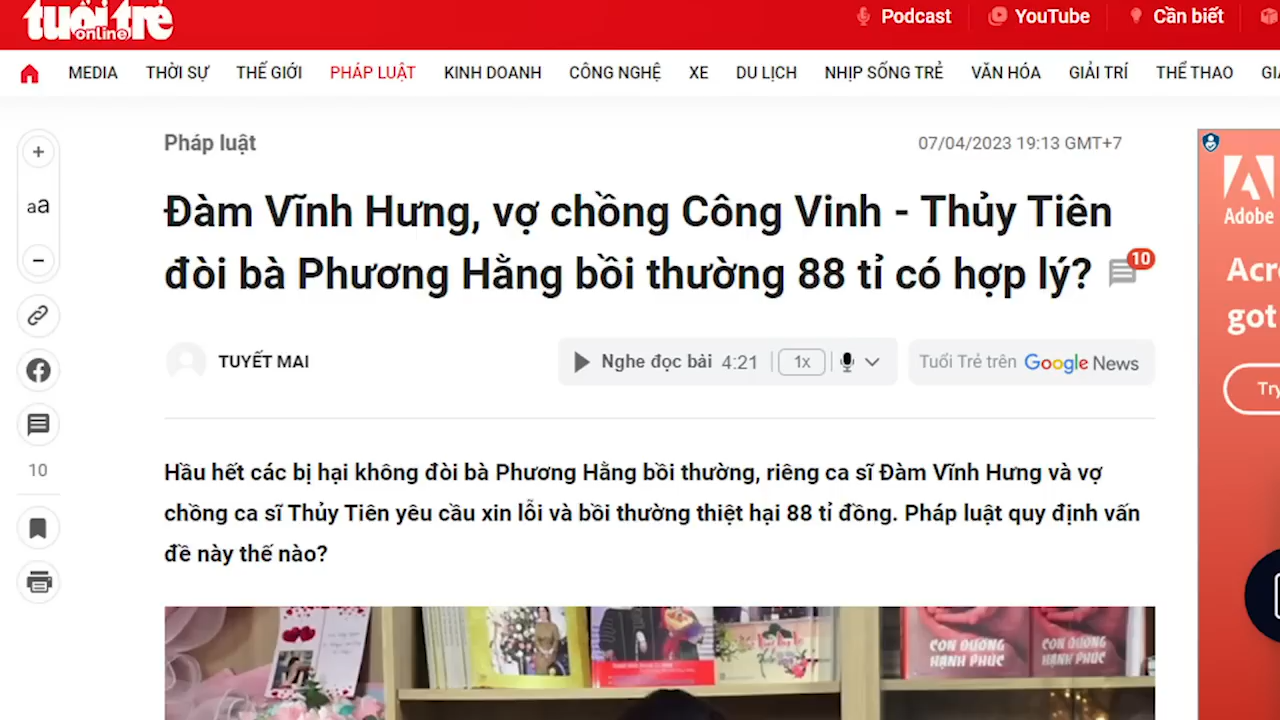 tuổi trẻ
online
Podcast
YouTube
Cần biết
MEDIA
THỜI SỰ
THẾ GIỚI
PHÁP LUẬT
KINH DOANH
CÔNG NGHỆ
XE
DU LỊCH
NHỊP SỐNG TRẺ
VĂN HÓA
GIẢI TRÍ
THỂ THAO
Pháp luật
07/04/2023 19:13 GMT+7
Đàm Vĩnh Hưng, vợ chồng Công Vinh - Thủy Tiên
đòi bà Phương Hằng bồi thường 88 tỉ có hợp lý?
10
aa
TUYẾT MAI
Nghe đọc bài 4:21
1x
Tuổi Trẻ trên Google News
10
Hầu hết các bị hại không đòi bà Phương Hằng bồi thường, riêng ca sĩ Đàm Vĩnh Hưng và vợ
chồng ca sĩ Thủy Tiên yêu cầu xin lỗi và bồi thường thiệt hại 88 tỉ đồng. Pháp luật quy định vấn
đề này thế nào?
Adobe
got
CON ĐƯỜNG
HẠNH PHÚC
CON ĐƯỜNG
HẠNH PHÚC